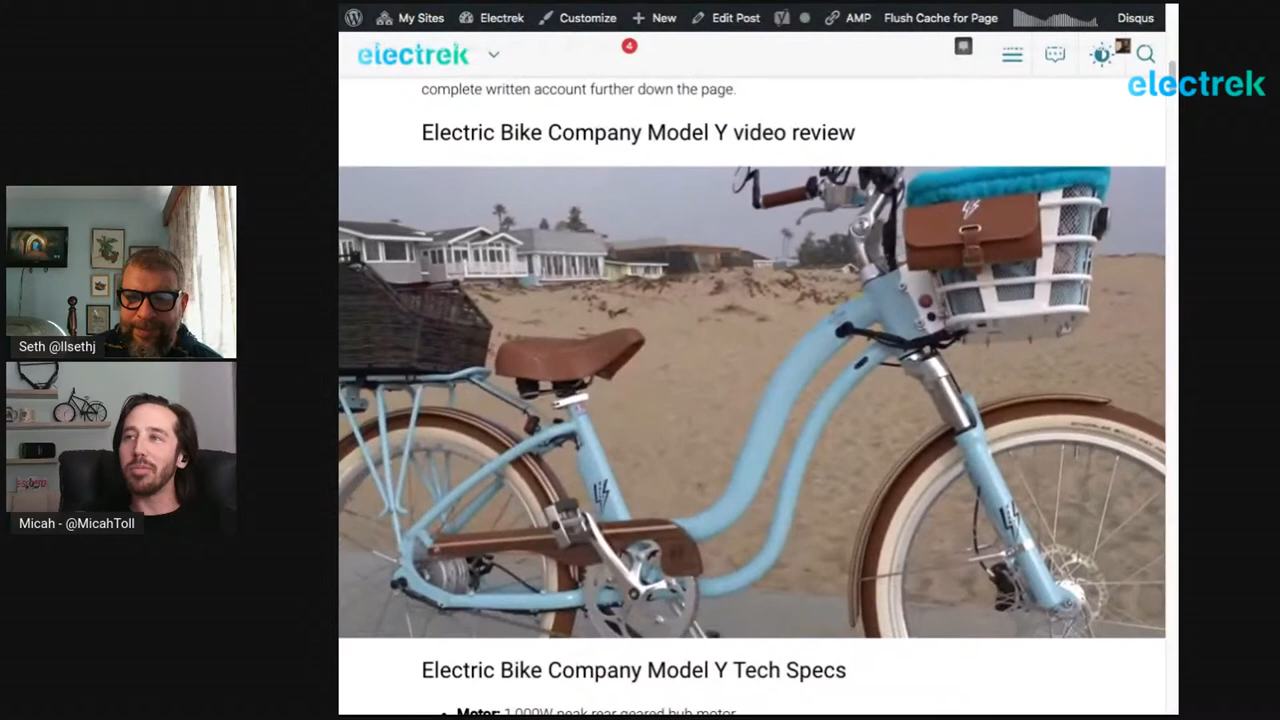 My Sites Electrek Customize New Edit Post AMP Flush Cache for Page Disqus
electrek
4
electrek
complete written account further down the page.
Electric Bike Company Model Y video review
Seth @llsethj
Micah - @MicahToll
Electric Bike Company Model Y Tech Specs
Motor: 1,000W peak rear geared hub motor